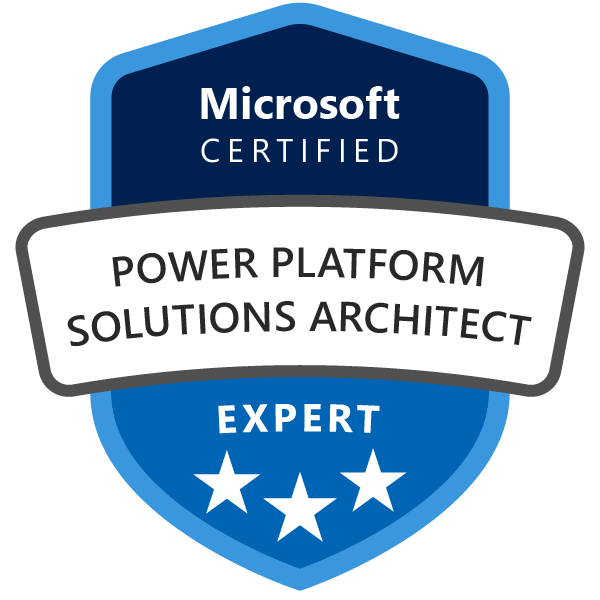 Microsoft
CERTIFIED
POWER PLATFORM
SOLUTIONS ARCHITECT
EXPERT